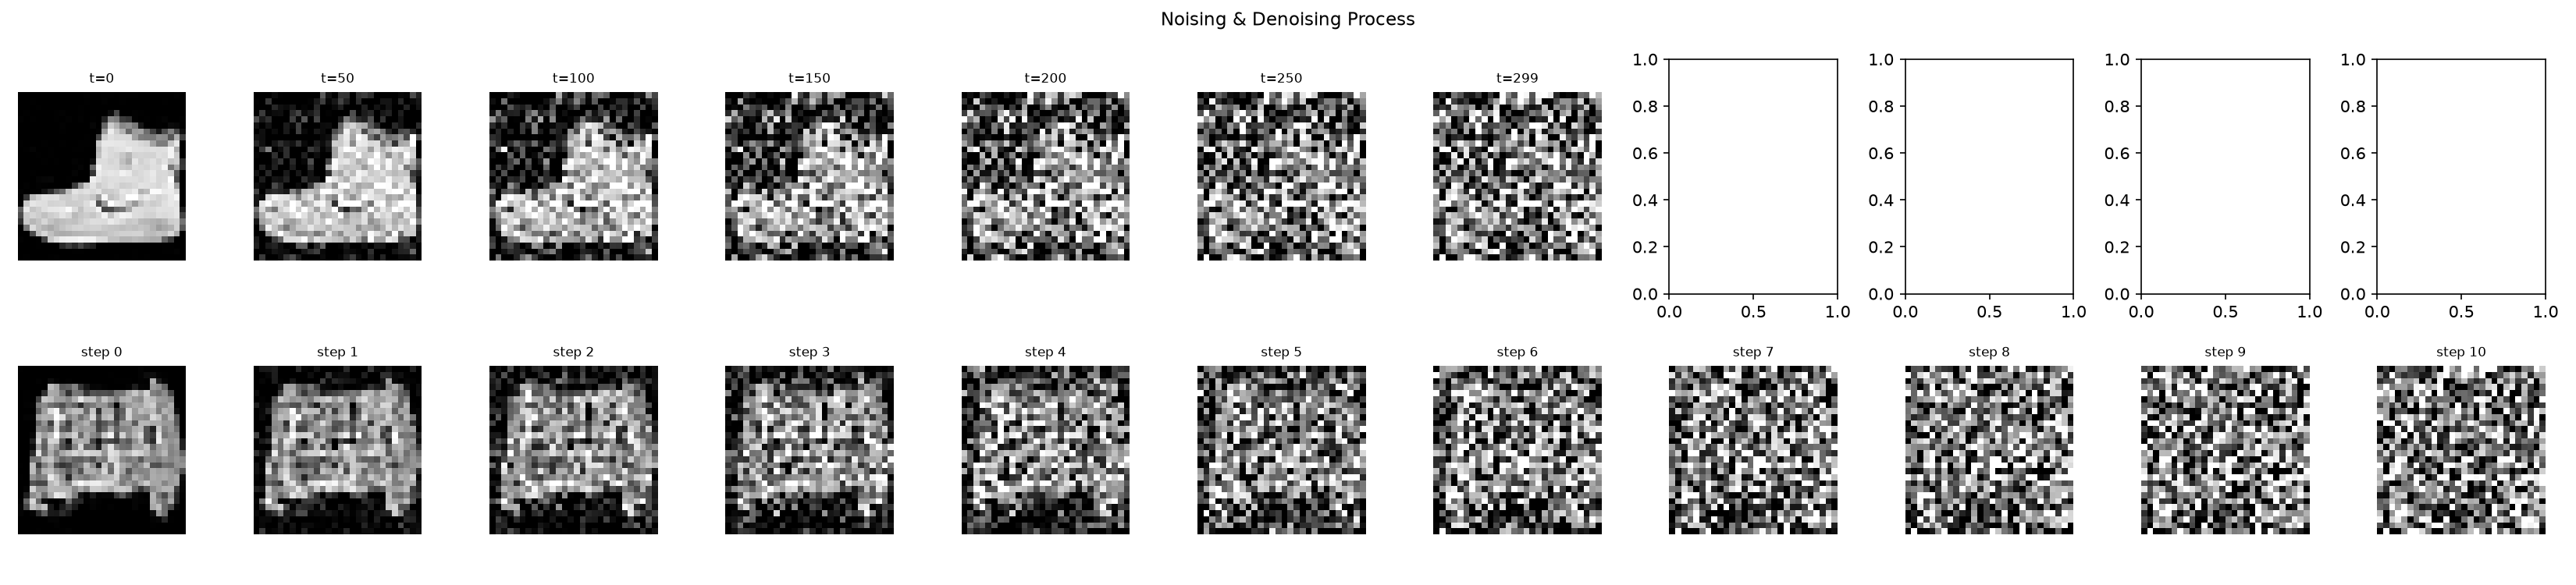 Noising & Denoising Process
t=0 t=50 t=100 t=150 t=200 t=250 t=299
1.0 1.0 1.0 1.0
0.8 0.8 0.8 0.8
0.6 0.6 0.6 0.6
0.4 0.4 0.4 0.4
0.2 0.2 0.2 0.2
0.0 0.0 0.0 0.0
0.0 0.5 1.0 0.0 0.5 1.0 0.0 0.5 1.0 0.0 0.5 1.0
step 0 step 1 step 2 step 3 step 4 step 5 step 6 step 7 step 8 step 9 step 10